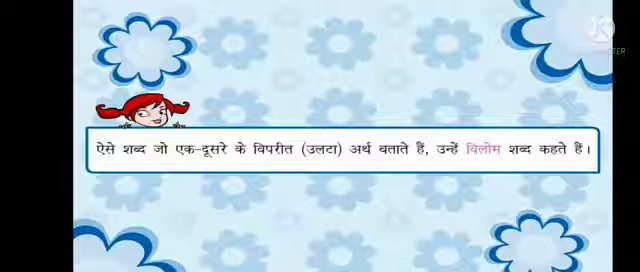 ऐसे शब्द जो एक-दूसरे के विपरीत (उलटा) अर्थ बताते हैं, उन्हें विलोम शब्द कहते हैं।